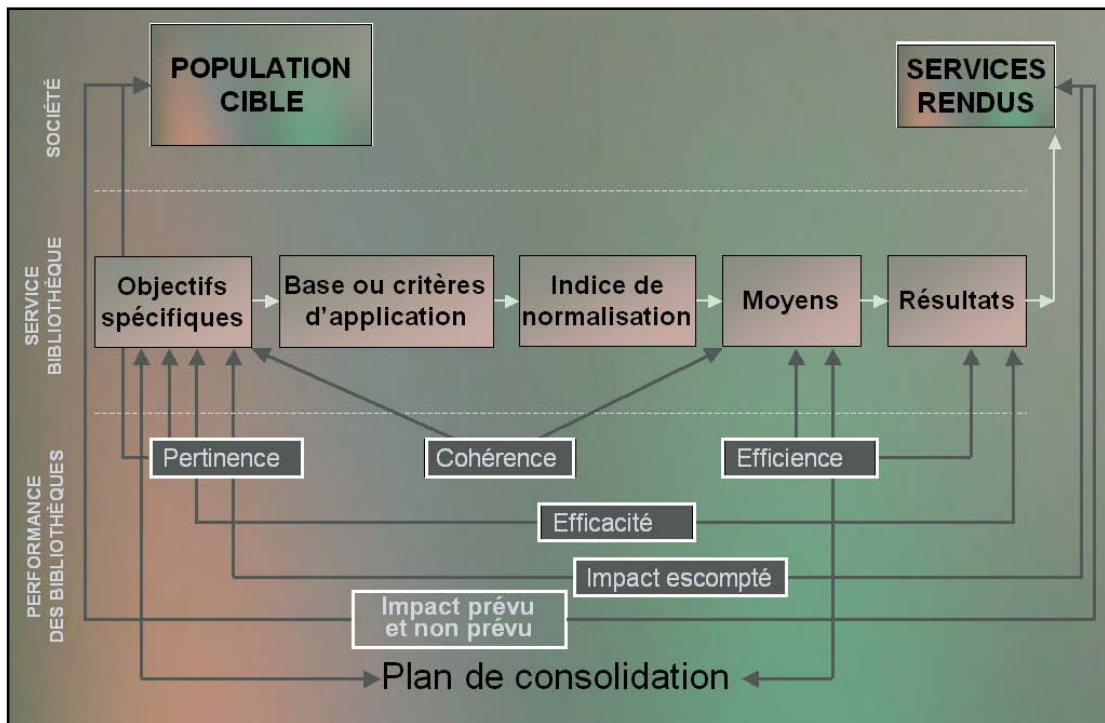 SOCIÉTÉ
POPULATION
CIBLE
SERVICES
RENDUS
SERVICE
BIBLIOTHÈQUE
Objectifs
spécifiques
Base ou critères
d’application
Indice de
normalisation
Moyens
Résultats
PERFORMANCE
DES BIBLIOTHÈQUES
Pertinence
Cohérence
Efficience
Efficacité
Impact escompté
Impact prévu
et non prévu
Plan de consolidation